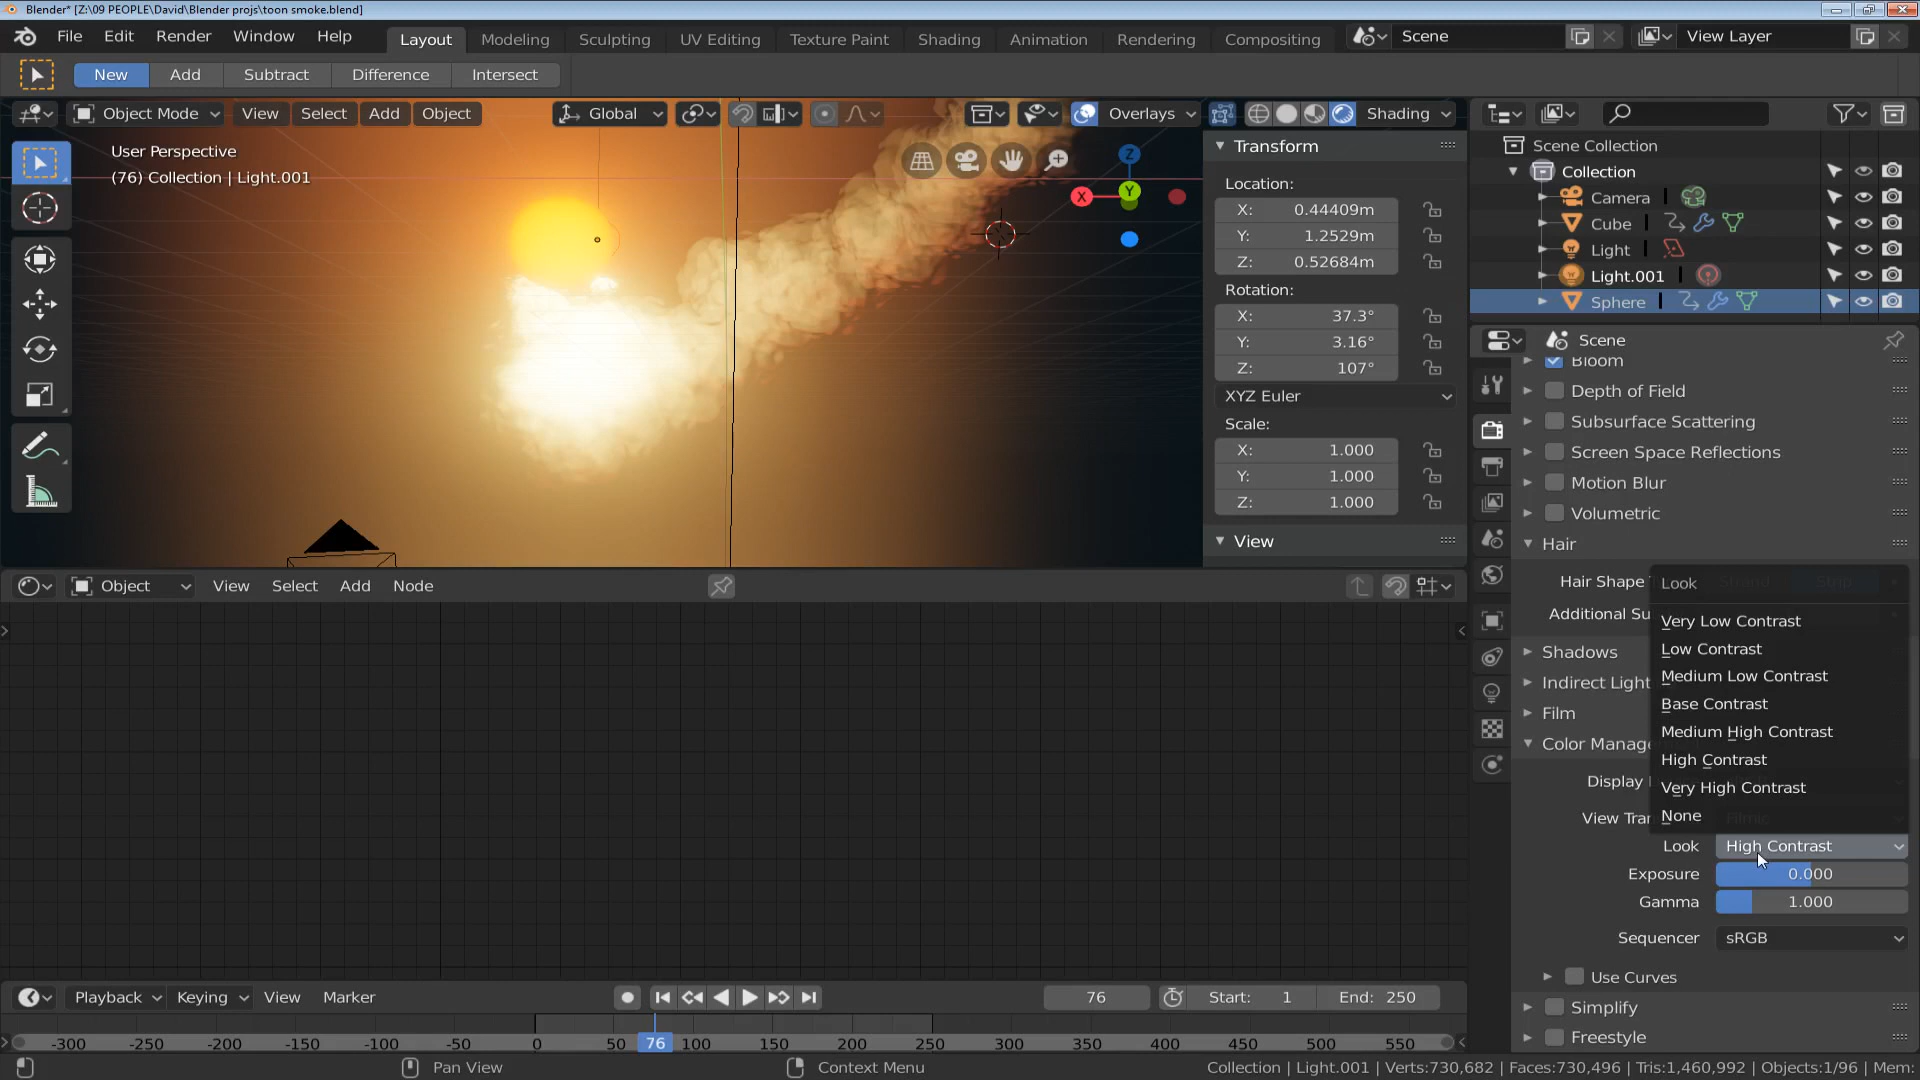 Blender* [Z:\09 PEOPLE\David\Blender projs\toon smoke.blend]
File Edit Render Window Help Layout Modeling Sculpting UV Editing Texture Paint Shading Animation Rendering Compositing Scene View Layer
New Add Subtract Difference Intersect
Object Mode View Select Add Object Global Overlays Shading
User Perspective
(76) Collection | Light.001
Z
X
Y
Transform
Location:
X: 0.44409m
Y: 1.2529m
Z: 0.52684m
Rotation:
X: 37.3°
Y: 3.16°
Z: 107°
XYZ Euler
Scale:
X: 1.000
Y: 1.000
Z: 1.000
View
Scene Collection
Collection
Camera
Cube
Light
Light.001
Sphere
Scene
Bloom
Depth of Field
Subsurface Scattering
Screen Space Reflections
Motion Blur
Volumetric
Hair
Hair Shape
Additional Su
Shadows
Indirect Light
Film
Color Manage
Display
View Tran Filmic
Look
Very Low Contrast
Low Contrast
Medium Low Contrast
Base Contrast
Medium High Contrast
High Contrast
Very High Contrast
None
Look High Contrast
Exposure 0.000
Gamma 1.000
Sequencer sRGB
Use Curves
Simplify
Freestyle
Object View Select Add Node
Playback Keying View Marker 76 Start: 1 End: 250
-300 -250 -200 -150 -100 -50 0 50 76 100 150 200 250 300 350 400 450 500 550
Pan View Context Menu Collection | Light.001 | Verts:730,682 | Faces:730,496 | Tris:1,460,992 | Objects:1/96 | Mem: